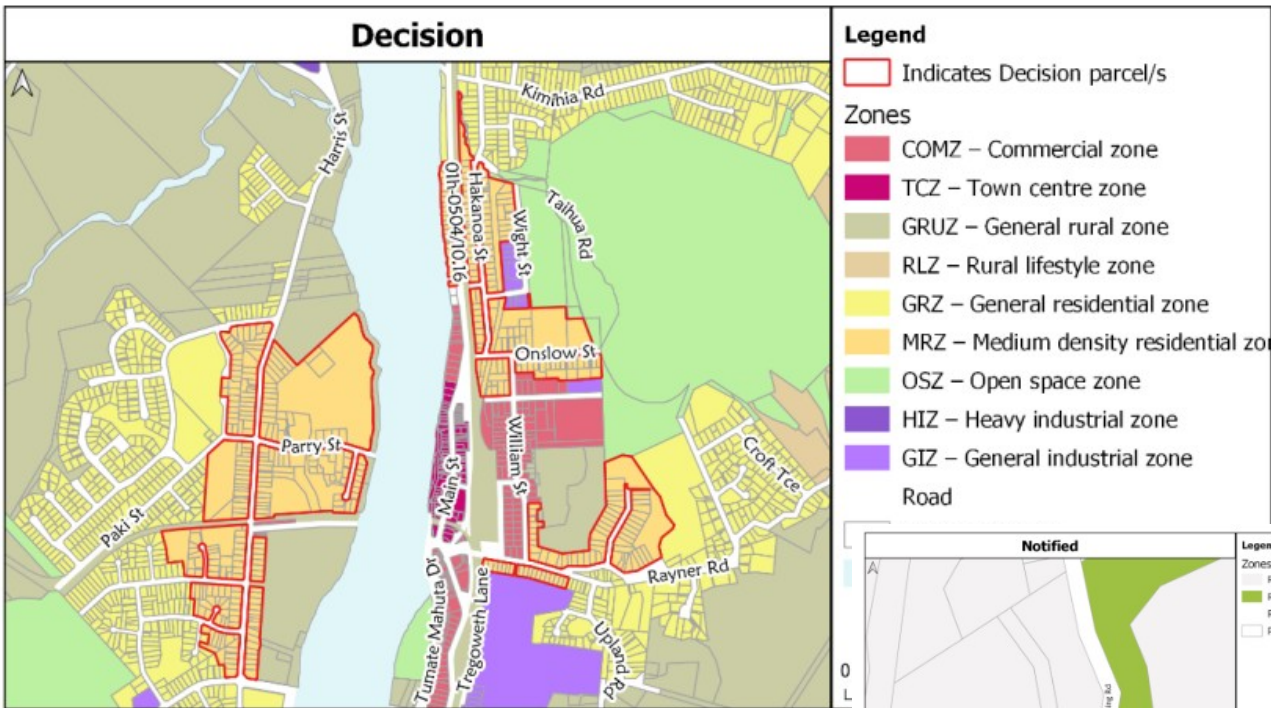 Decision
Kimihia Rd
Harris St
01h-0504/10.16
Hakanoa St
Wight St
Taihua Rd
Onslow St
Parry St
William St
Main St
Croft Tce
Paki St
Rayner Rd
Tumate Mahuta Dr
Tregoweth Lane
Upland Rd
Legend
Indicates Decision parcel/s
Zones
COMZ – Commercial zone
TCZ – Town centre zone
GRUZ – General rural zone
RLZ – Rural lifestyle zone
GRZ – General residential zone
MRZ – Medium density residential zo
OSZ – Open space zone
HIZ – Heavy industrial zone
GIZ – General industrial zone
Road
0
L
Notified
Legen
Zones